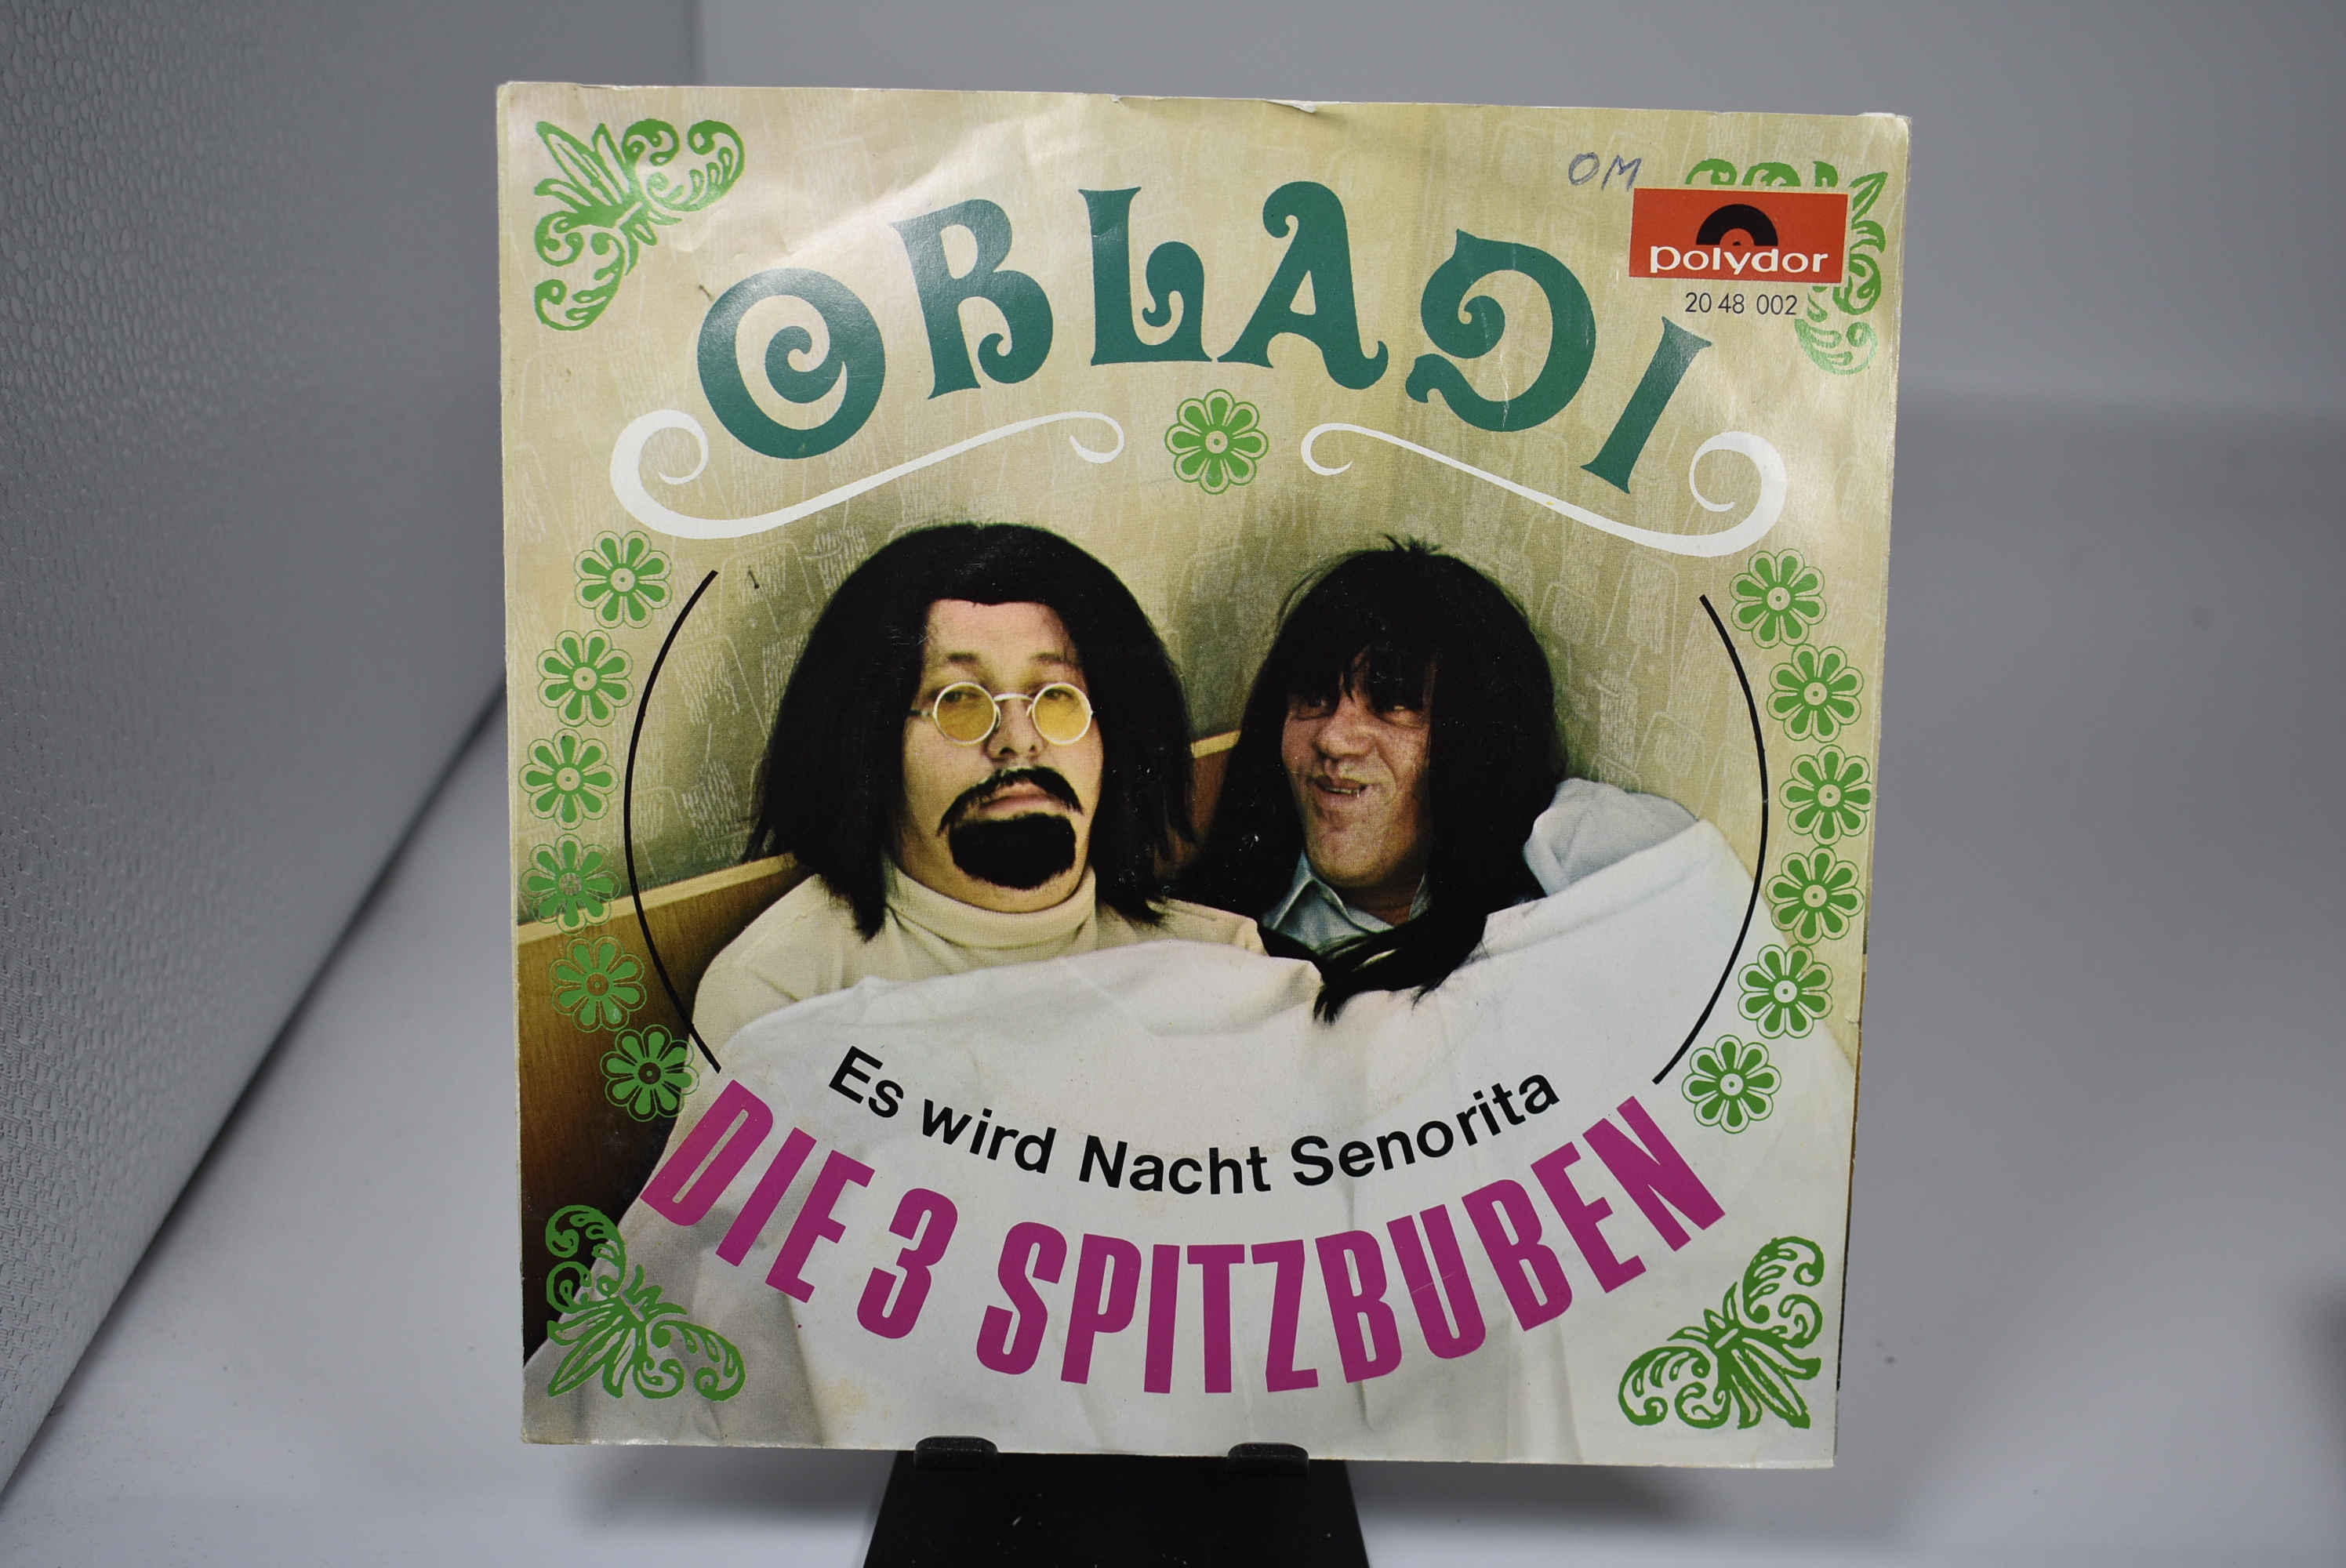 OM
OBLADI
polydor
20 48 002
Es wird Nacht Senorita
DIE 3 SPITZBUBEN